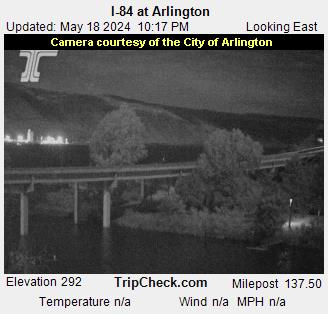 I-84 at Arlington
Updated: May 18 2024 10:17 PM Looking East
Camera courtesy of the City of Arlington
Elevation 292 TripCheck.com Milepost 137.50
Temperature n/a Wind n/a MPH n/a